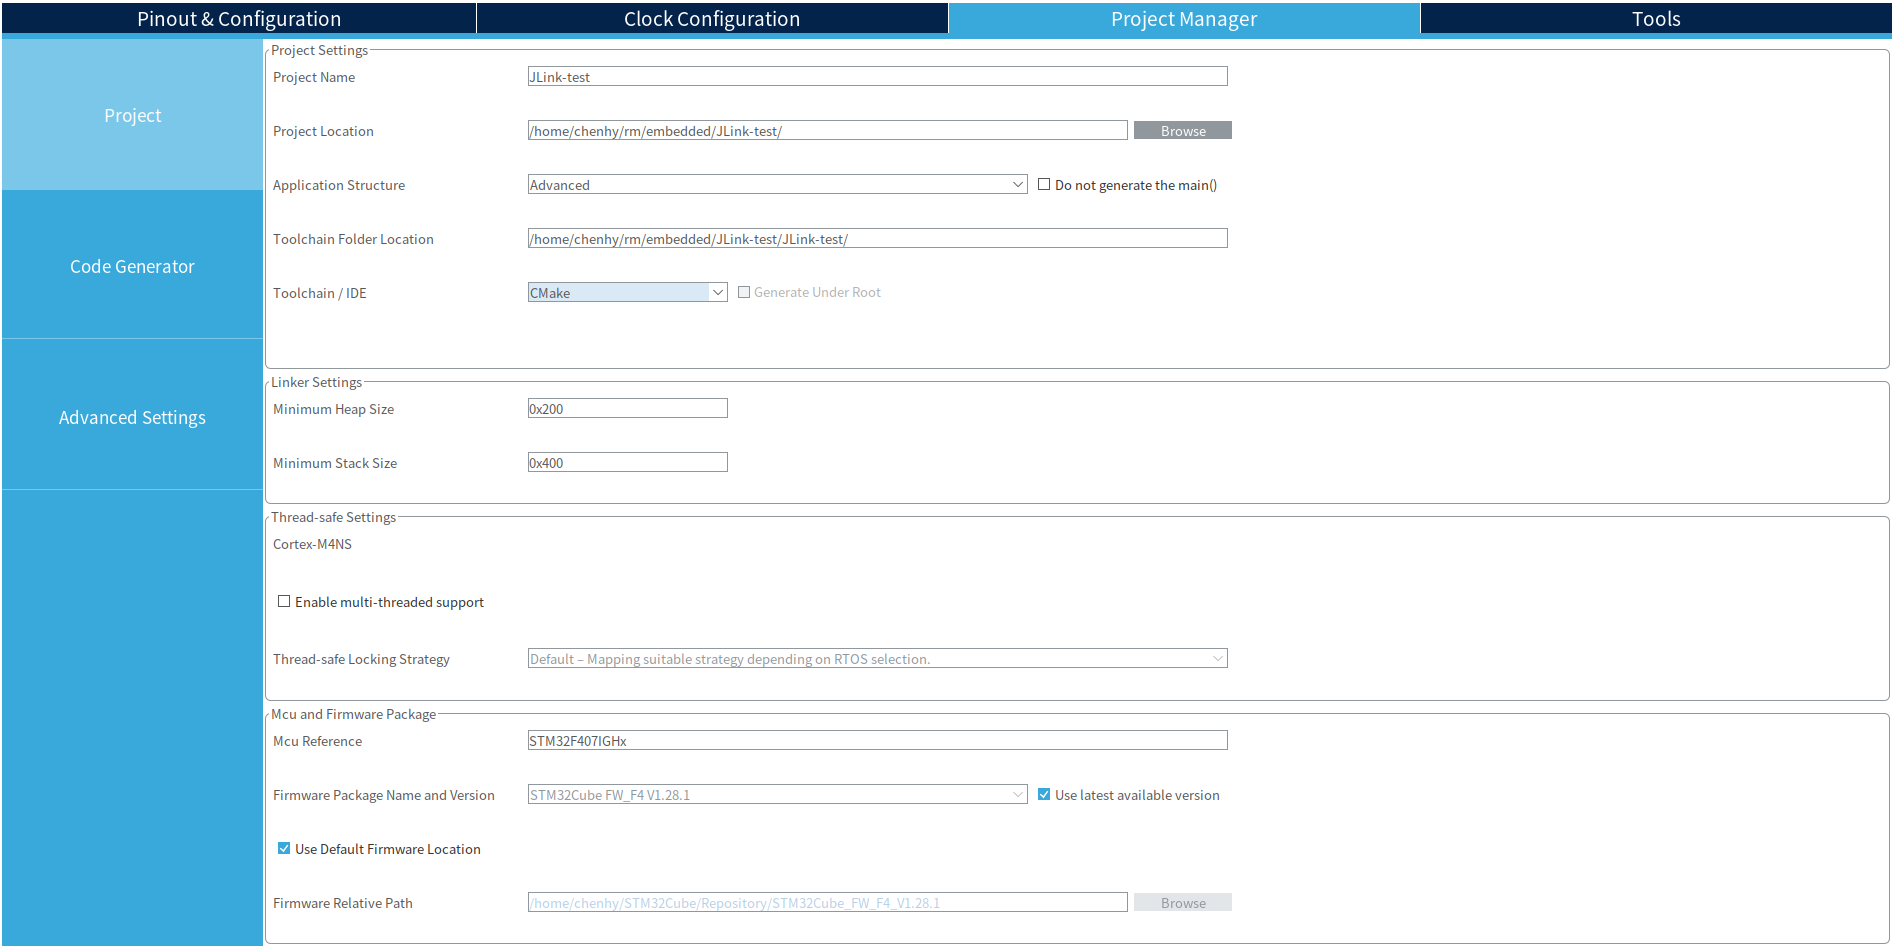 Pinout & Configuration
Clock Configuration
Project Manager
Tools
Project
Code Generator
Advanced Settings
Project Settings
Project Name
JLink-test
Project Location
/home/chenhy/rm/embedded/JLink-test/
Browse
Application Structure
Advanced
Do not generate the main()
Toolchain Folder Location
/home/chenhy/rm/embedded/JLink-test/JLink-test/
Toolchain / IDE
CMake
Generate Under Root
Linker Settings
Minimum Heap Size
0x200
Minimum Stack Size
0x400
Thread-safe Settings
Cortex-M4NS
Enable multi-threaded support
Thread-safe Locking Strategy
Default – Mapping suitable strategy depending on RTOS selection.
Mcu and Firmware Package
Mcu Reference
STM32F407IGHx
Firmware Package Name and Version
STM32Cube FW_F4 V1.28.1
Use latest available version
Use Default Firmware Location
Firmware Relative Path
/home/chenhy/STM32Cube/Repository/STM32Cube_FW_F4_V1.28.1
Browse